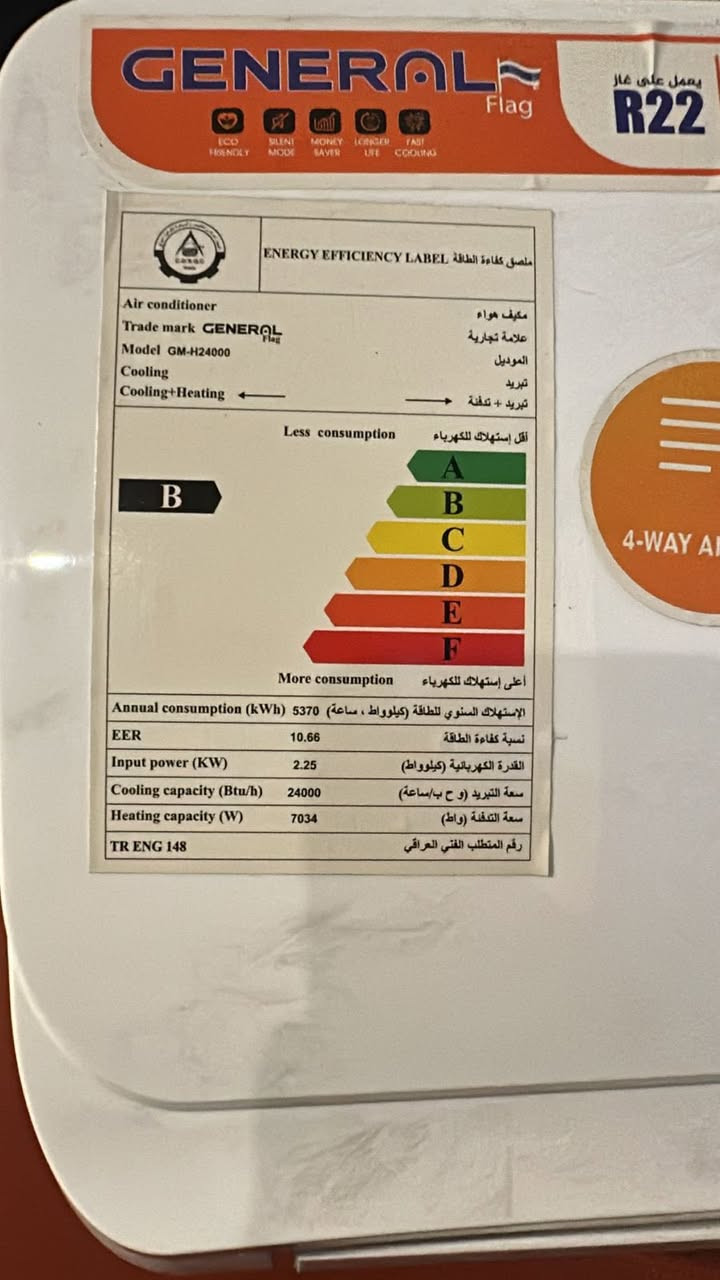 GENERAL
Flag
يعمل على غاز
R22
ECO FRIENDLY
SILENT MODE
MONEY SAVER
LONGER LIFE
FAST COOLING
ENERGY EFFICIENCY LABEL ملصق كفاءة الطاقة
Air conditioner مكيف هواء
Trade mark GENERAL Flag علامة تجارية
Model GM-H24000 الموديل
Cooling تبريد
Cooling+Heating تبريد + تدفئة
Less consumption أقل إستهلاك للكهرباء
A
B
B
C
D
E
F
More consumption أعلى إستهلاك للكهرباء
Annual consumption (kWh) 5370 الإستهلاك السنوي للطاقة (كيلوواط ، ساعة)
EER 10.66 نسبة كفاءة الطاقة
Input power (KW) 2.25 القدرة الكهربائية (كيلوواط)
Cooling capacity (Btu/h) 24000 سعة التبريد (و ح ب/ساعة)
Heating capacity (W) 7034 سعة التدفئة (واط)
TR ENG 148 رقم المتطلب الفني العراقي
4-WAY